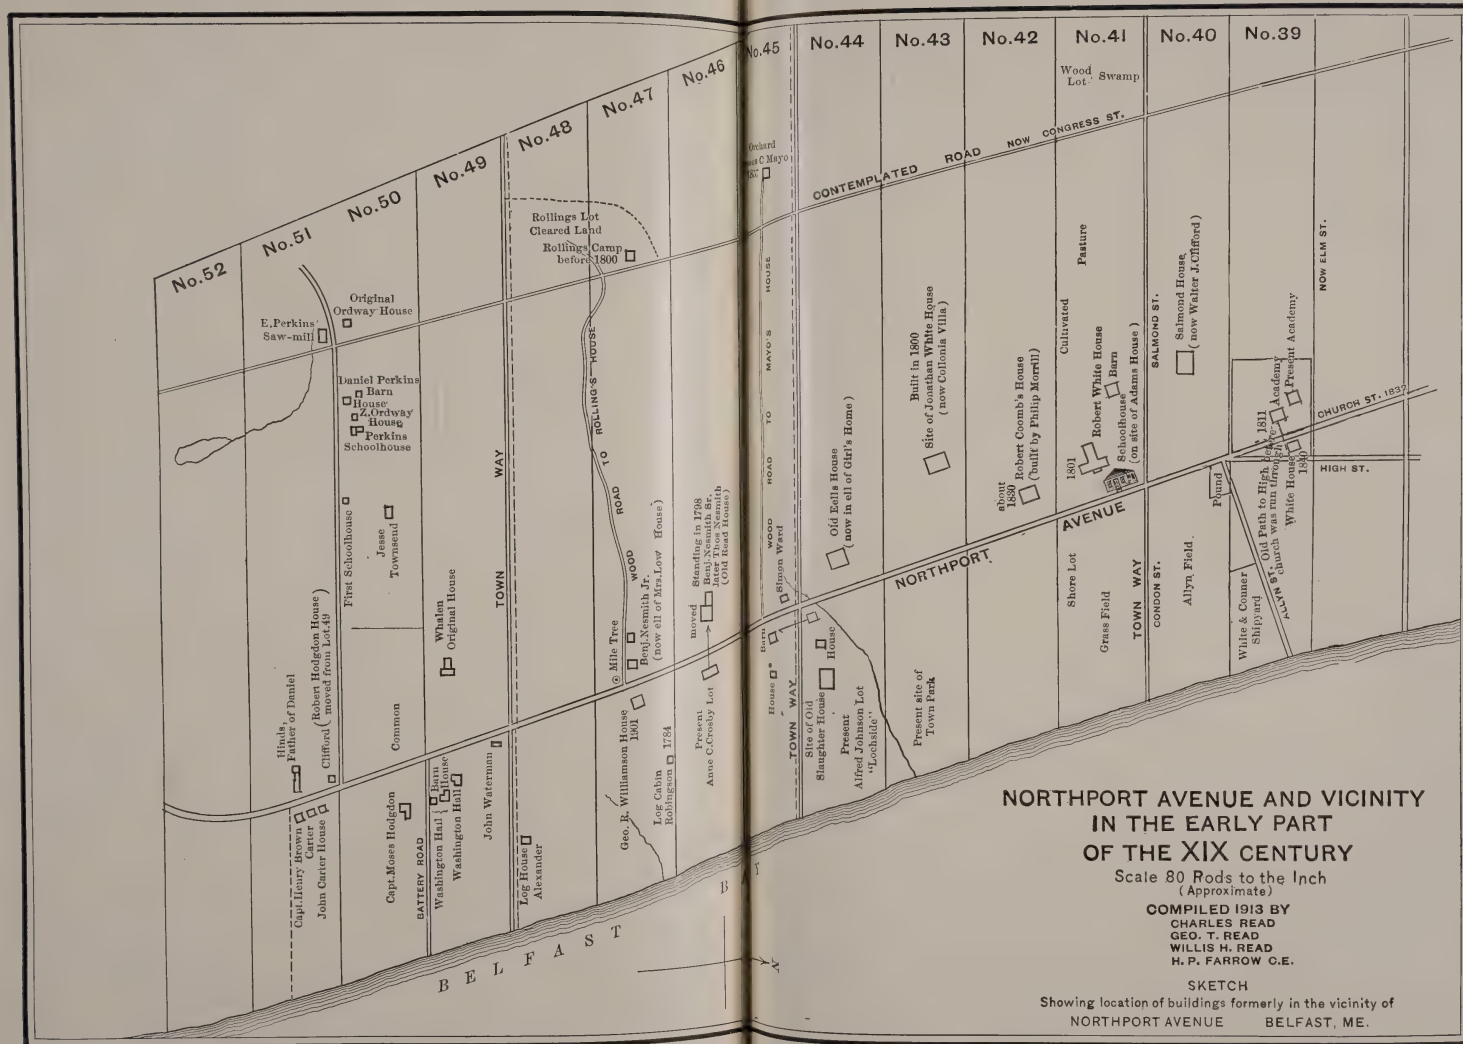 No.52
No.51
No.50
No.49
No.48
No.47
No.46
No.45
No.44
No.43
No.42
No.41
No.40
No.39
Wood
Lot
Swamp
CONTEMPLATED ROAD NOW CONGRESS ST.
Orchard
C Mayo
Rollings Lot
Cleared Land
Rollings Camp
before 1800
Original
Ordway House
E.Perkins'
Saw-mill
Daniel Perkins
Barn
House
Z.Ordway
House
Perkins
Schoolhouse
First Schoolhouse
Jesse
Townsend
Whalen
Original House
TOWN WAY
WOOD ROAD TO ROLLING'S HOUSE
Mile Tree
Benj.Nesmith Jr.
(now ell of Mrs.Low House)
moved
Standing in 1798
Benj.Nesmith Sr.
later Thos Nesmith
(Old Read House)
WOOD ROAD TO MAYO'S HOUSE
Simon Ward
Barn
House
TOWN WAY
House
Site of Old
Slaughter House
Present
Alfred Johnson Lot
"Lochside"
Old Eells House
(now in ell of Girl's Home)
Built in 1800
Site of Jonathan White House
(now Collonia Villa)
about
1830
Robert Coomb's House
(built by Philip Morrill)
Cultivated
Pasture
1801
Robert White House
Barn
Schoolhouse
(on site of Adams House)
SALMOND ST.
Salmond House
(now Walter J.Clifford)
NOW ELM ST.
1811
Academy
Present Academy
CHURCH ST. 1832
HIGH ST.
White House
1840
Old Path to High before
church was run through
Pound
ALLYN ST.
White & Conner
Shipyard
Allyn Field
TOWN WAY
CONDON ST.
Shore Lot
Grass Field
NORTHPORT AVENUE
Present site of
Town Park
Hinds,
Father of Daniel
Clifford (Robert Hodgdon House)
moved from Lot.49
Common
Capt.Henry Brown
Carter
John Carter House
Capt.Moses Hodgdon
BATTERY ROAD
Washington Hall
Barn
House
Washington Hall
John Waterman
Log House
Alexander
Geo. R. Williamson House
1901
Log Cabin 1784
Robingson
Present
Anne C.Crosby Lot
BELFAST BAY
N
NORTHPORT AVENUE AND VICINITY
IN THE EARLY PART
OF THE XIX CENTURY
Scale 80 Rods to the Inch
(Approximate)
COMPILED 1913 BY
CHARLES READ
GEO. T. READ
WILLIS H. READ
H. P. FARROW C.E.
SKETCH
Showing location of buildings formerly in the vicinity of
NORTHPORT AVENUE BELFAST, ME.